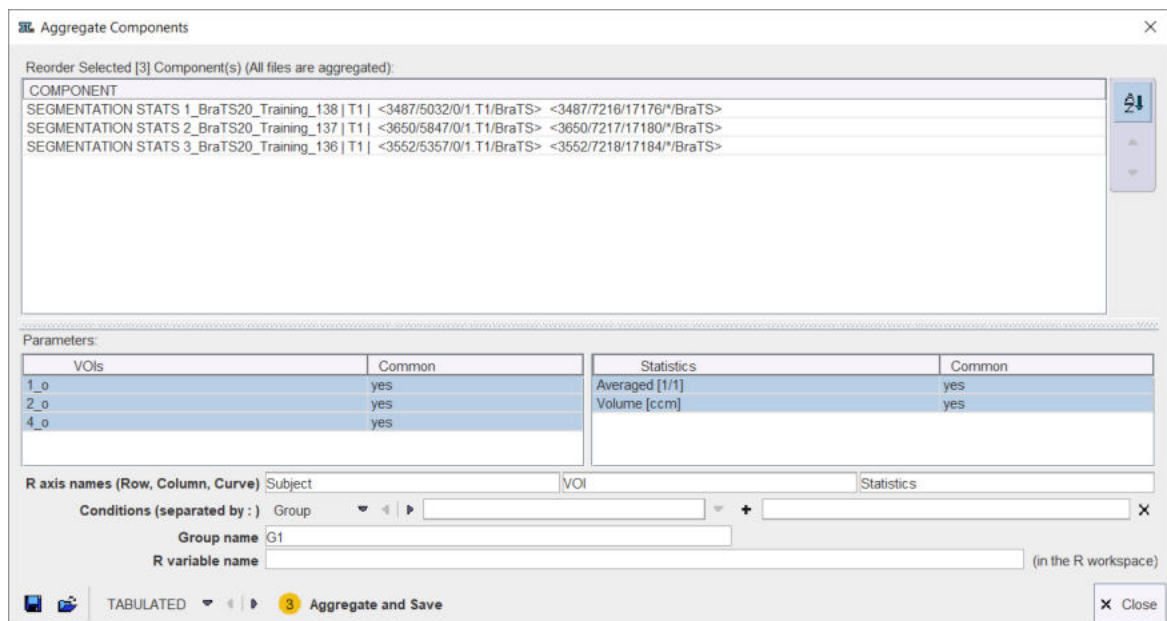 Aggregate Components
Reorder Selected [3] Component(s) (All files are aggregated):
COMPONENT
SEGMENTATION STATS 1_BraTS20_Training_138 | T1 | <3487/5032/0/1.T1/BraTS> <3487/7216/17176/*/BraTS>
SEGMENTATION STATS 2_BraTS20_Training_137 | T1 | <3650/5847/0/1.T1/BraTS> <3650/7217/17180/*/BraTS>
SEGMENTATION STATS 3_BraTS20_Training_136 | T1 | <3552/5357/0/1.T1/BraTS> <3552/7218/17184/*/BraTS>
Parameters:
VOIs Common Statistics Common
1_o yes Averaged [1/1] yes
2_o yes Volume [ccm] yes
4_o yes
R axis names (Row, Column, Curve) Subject VOI Statistics
Conditions (separated by : ) Group
Group name G1
R variable name (in the R workspace)
TABULATED 3 Aggregate and Save Close